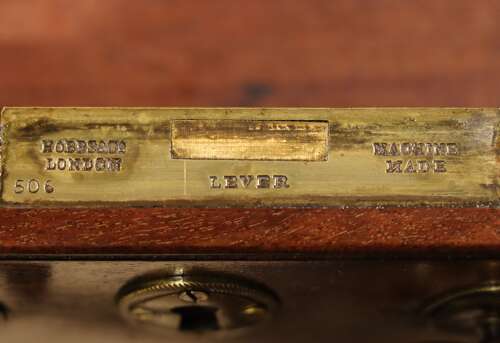 HOBBS&Co
LONDON
506
LEVER
MACHINE
MADE